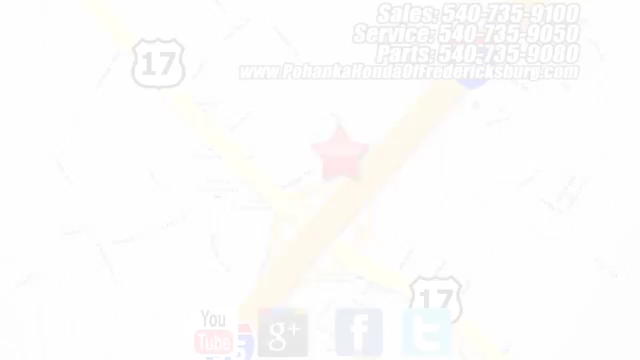 Sales: 540-735-9100
Service: 540-735-9050
Parts: 540-735-9080
www.PohankaHondaOfFredericksburg.com
17
17
You
Tube
g+
f
t